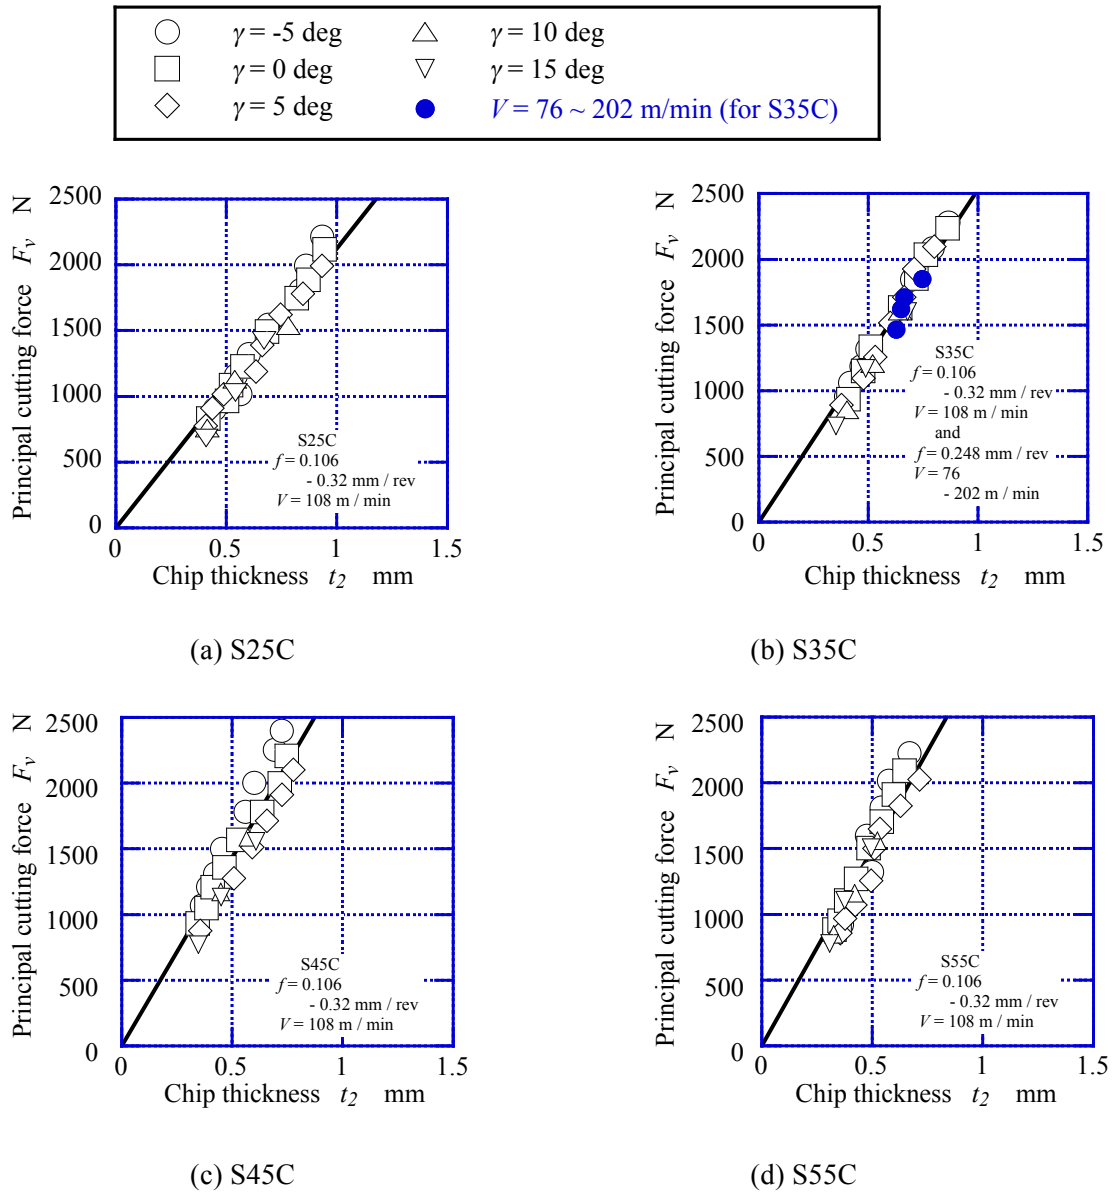 γ = -5 deg
γ = 10 deg
γ = 0 deg
γ = 15 deg
γ = 5 deg
V = 76 ~ 202 m/min (for S35C)
Principal cutting force Fv N
2500
2000
1500
1000
500
0
S25C
f = 0.106
- 0.32 mm / rev
V = 108 m / min
0 0.5 1 1.5
Chip thickness t2 mm
(a) S25C
Principal cutting force Fv N
2500
2000
1500
1000
500
0
S35C
f = 0.106
- 0.32 mm / rev
V = 108 m / min
and
f = 0.248 mm / rev
V = 76
- 202 m / min
0 0.5 1 1.5
Chip thickness t2 mm
(b) S35C
Principal cutting force Fv N
2500
2000
1500
1000
500
0
S45C
f = 0.106
- 0.32 mm / rev
V = 108 m / min
0 0.5 1 1.5
Chip thickness t2 mm
(c) S45C
Principal cutting force Fv N
2500
2000
1500
1000
500
0
S55C
f = 0.106
- 0.32 mm / rev
V = 108 m / min
0 0.5 1 1.5
Chip thickness t2 mm
(d) S55C